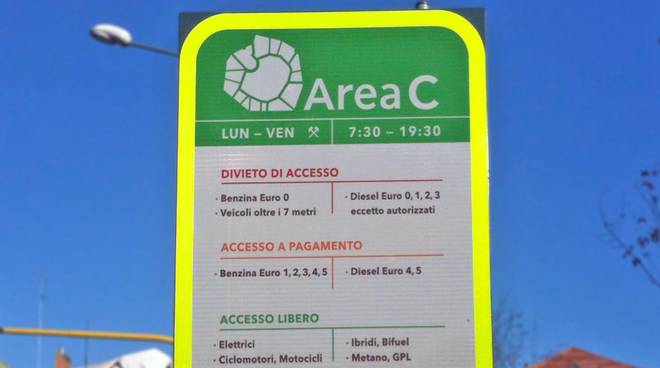 Area C
LUN – VEN ⚒ 7:30 – 19:30
DIVIETO DI ACCESSO
· Benzina Euro 0
· Veicoli oltre i 7 metri
· Diesel Euro 0, 1, 2, 3
eccetto autorizzati
ACCESSO A PAGAMENTO
· Benzina Euro 1, 2, 3, 4, 5
· Diesel Euro 4, 5
ACCESSO LIBERO
· Elettrici
· Ciclomotori, Motocicli
· Ibridi, Bifuel
· Metano, GPL